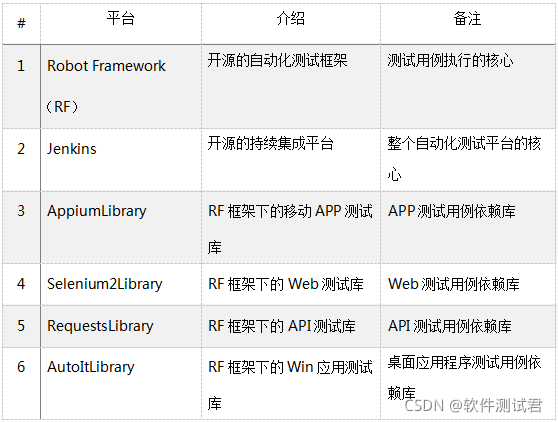 # 平台 介绍 备注
1 Robot Framework 开源的自动化测试框架 测试用例执行的核心
（RF）
2 Jenkins 开源的持续集成平台 整个自动化测试平台的核
心
3 AppiumLibrary RF 框架下的移动 APP 测试 APP 测试用例依赖库
库
4 Selenium2Library RF 框架下的 Web 测试库 Web 测试用例依赖库
5 RequestsLibrary RF 框架下的 API 测试库 API 测试用例依赖库
6 AutoItLibrary RF 框架下的 Win 应用测试 桌面应用程序测试用例依
库 赖库
CSDN @软件测试君